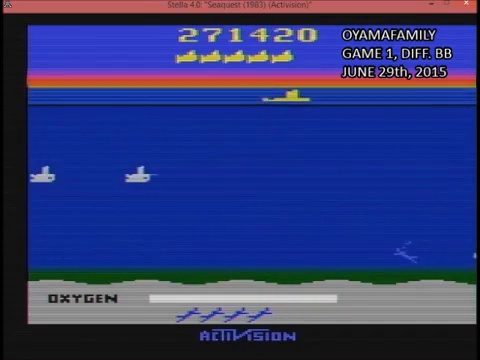 Stella 4.0: "Seaquest (1983) (Activision)"
271420
OYAMAFAMILY
GAME 1, DIFF. BB
JUNE 29th, 2015
OXYGEN
ACTIVISION